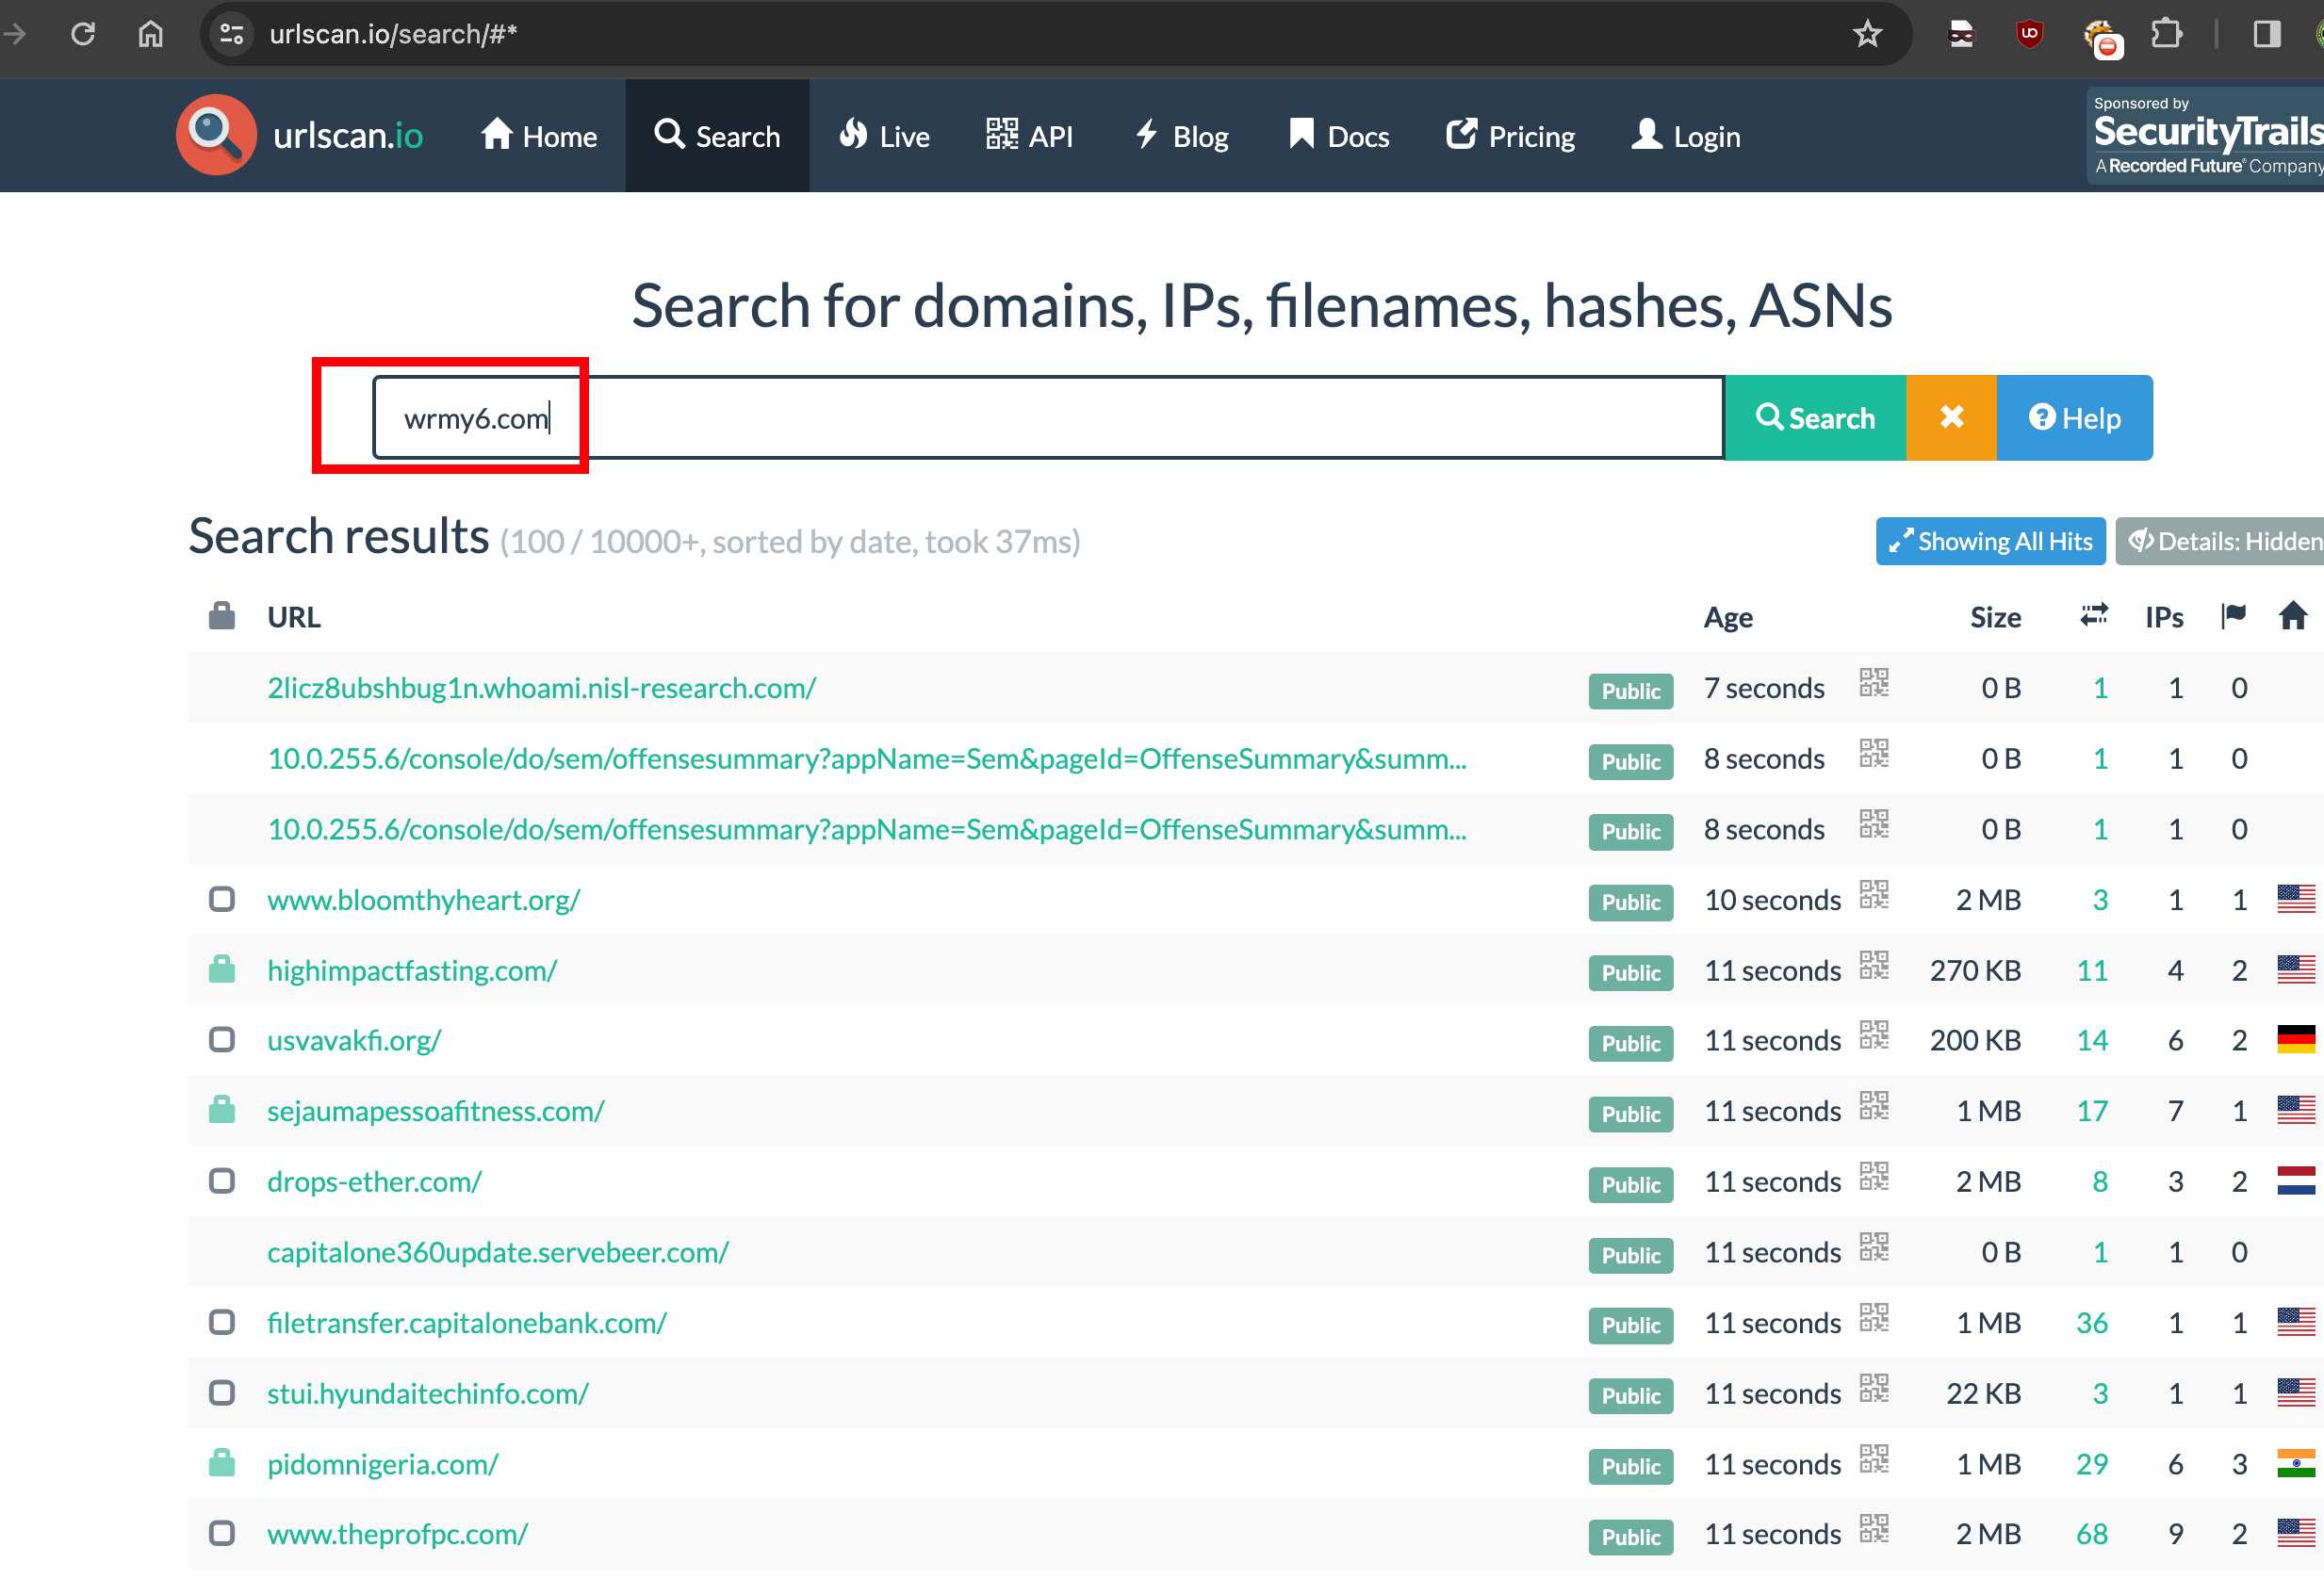 urlscan.io/search/#*
urlscan.io Home Search Live API Blog Docs Pricing Login
Sponsored by
SecurityTrails
A Recorded Future® Company
Search for domains, IPs, filenames, hashes, ASNs
wrmy6.com Search Help
Search results (100 / 10000+, sorted by date, took 37ms) Showing All Hits Details: Hidden
URL Age Size IPs
2licz8ubshbug1n.whoami.nisl-research.com/ Public 7 seconds 0 B 1 1 0
10.0.255.6/console/do/sem/offensesummary?appName=Sem&pageId=OffenseSummary&summ... Public 8 seconds 0 B 1 1 0
10.0.255.6/console/do/sem/offensesummary?appName=Sem&pageId=OffenseSummary&summ... Public 8 seconds 0 B 1 1 0
www.bloomthyheart.org/ Public 10 seconds 2 MB 3 1 1
highimpactfasting.com/ Public 11 seconds 270 KB 11 4 2
usvavakfi.org/ Public 11 seconds 200 KB 14 6 2
sejaumapessoafitness.com/ Public 11 seconds 1 MB 17 7 1
drops-ether.com/ Public 11 seconds 2 MB 8 3 2
capitalone360update.servebeer.com/ Public 11 seconds 0 B 1 1 0
filetransfer.capitalonebank.com/ Public 11 seconds 1 MB 36 1 1
stui.hyundaitechinfo.com/ Public 11 seconds 22 KB 3 1 1
pidomnigeria.com/ Public 11 seconds 1 MB 29 6 3
www.theprofpc.com/ Public 11 seconds 2 MB 68 9 2